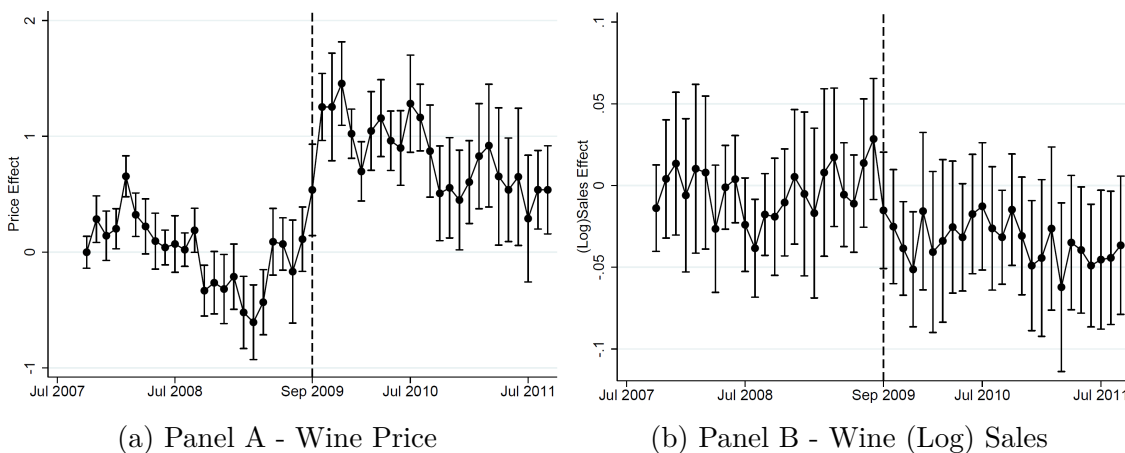 Price Effect
2
1
0
-1
Jul 2007
Jul 2008
Sep 2009
Jul 2010
Jul 2011
(a) Panel A - Wine Price
(Log)Sales Effect
.1
.05
0
-.05
-.1
Jul 2007
Jul 2008
Sep 2009
Jul 2010
Jul 2011
(b) Panel B - Wine (Log) Sales